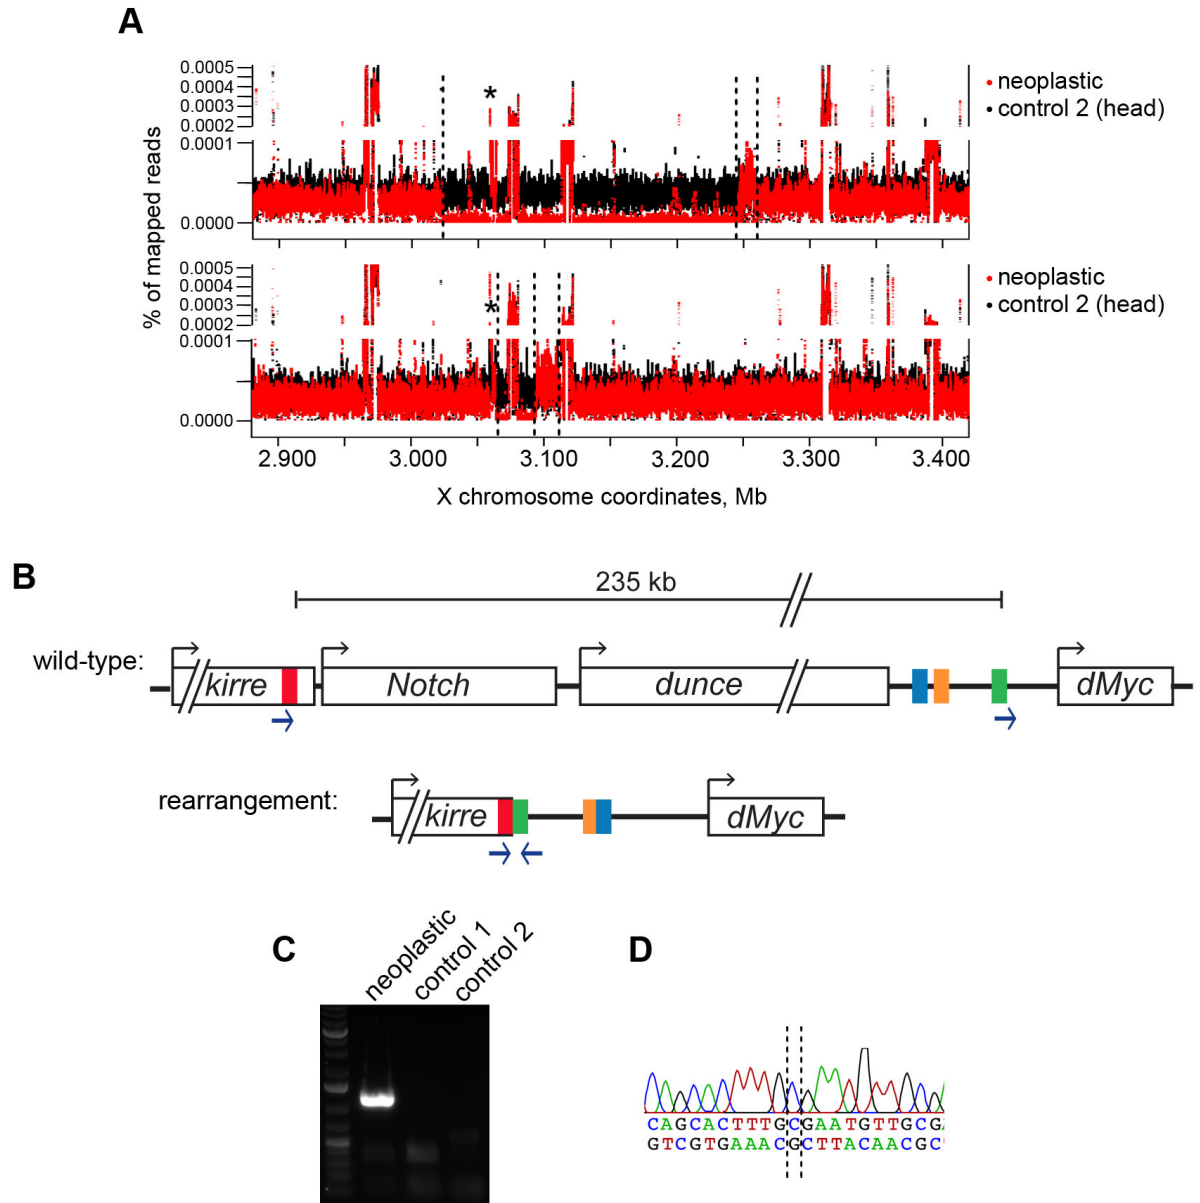 A
0.0005
0.0004
0.0003
0.0002
0.0001
0.0000
*
neoplastic
control 2 (head)
% of mapped reads
0.0005
0.0004
0.0003
0.0002
0.0001
0.0000
*
neoplastic
control 2 (head)
2.900 3.000 3.100 3.200 3.300 3.400
X chromosome coordinates, Mb
B
235 kb
wild-type:
kirre Notch dunce dMyc
rearrangement:
kirre dMyc
C
neoplastic
control 1
control 2
D
CAGCACTTTGCGAATGTTGCG
GTCGTGAAACGCTTACAACGC